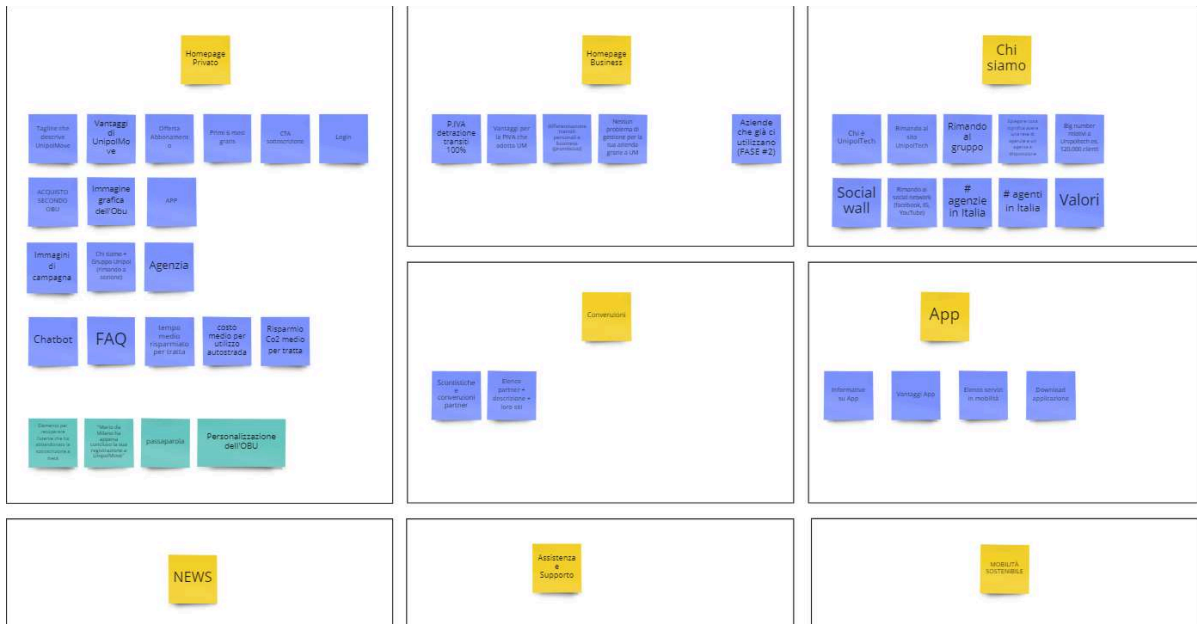 Homepage
Privato
Tagline che
descrive
UnipolMove
Vantaggi
di
UnipolMo
ve
Offerta
Abbonament
o
Primi 6 mesi
gratis
CTA
sottoscrizione
Login
ACQUISTO
SECONDO
OBU
Immagine
grafica
dell'Obu
APP
Immagini
di
campagna
Chi siamo +
Gruppo Unipol
(rimando a
sezione)
Agenzia
Chatbot
FAQ
tempo
medio
risparmiato
per tratta
costo
medio per
utilizzo
autostrada
Risparmio
Co2 medio
per tratta
passaparola
Personalizzazione
dell'OBU
Homepage
Business
P.IVA
detrazione
transiti
100%
Vantaggi per
le PIVA che
adotta UM
Nessun
problema di
gestione per la
tua azienda
grazie a UM
Aziende
che già ci
utilizzano
(FASE #2)
Chi
siamo
Chi è
UnipolTech
Rimando al
sito
UnipolTech
Rimando
al
gruppo
Big number
relativi a
Social
wall
Rimando ai
social network
(Facebook, IG,
YouTube)
#
agenzie
in Italia
# agenti
in Italia
Valori
Convenzioni
Scontistiche
e
convenzioni
partner
Elenco
partner +
descrizione +
loro siti
App
Informative
su App
Vantaggi App
Elenco servizi
in mobilità
Download
applicazione
NEWS
Assistenza
e
Supporto
MOBILITÀ
SOSTENIBILE